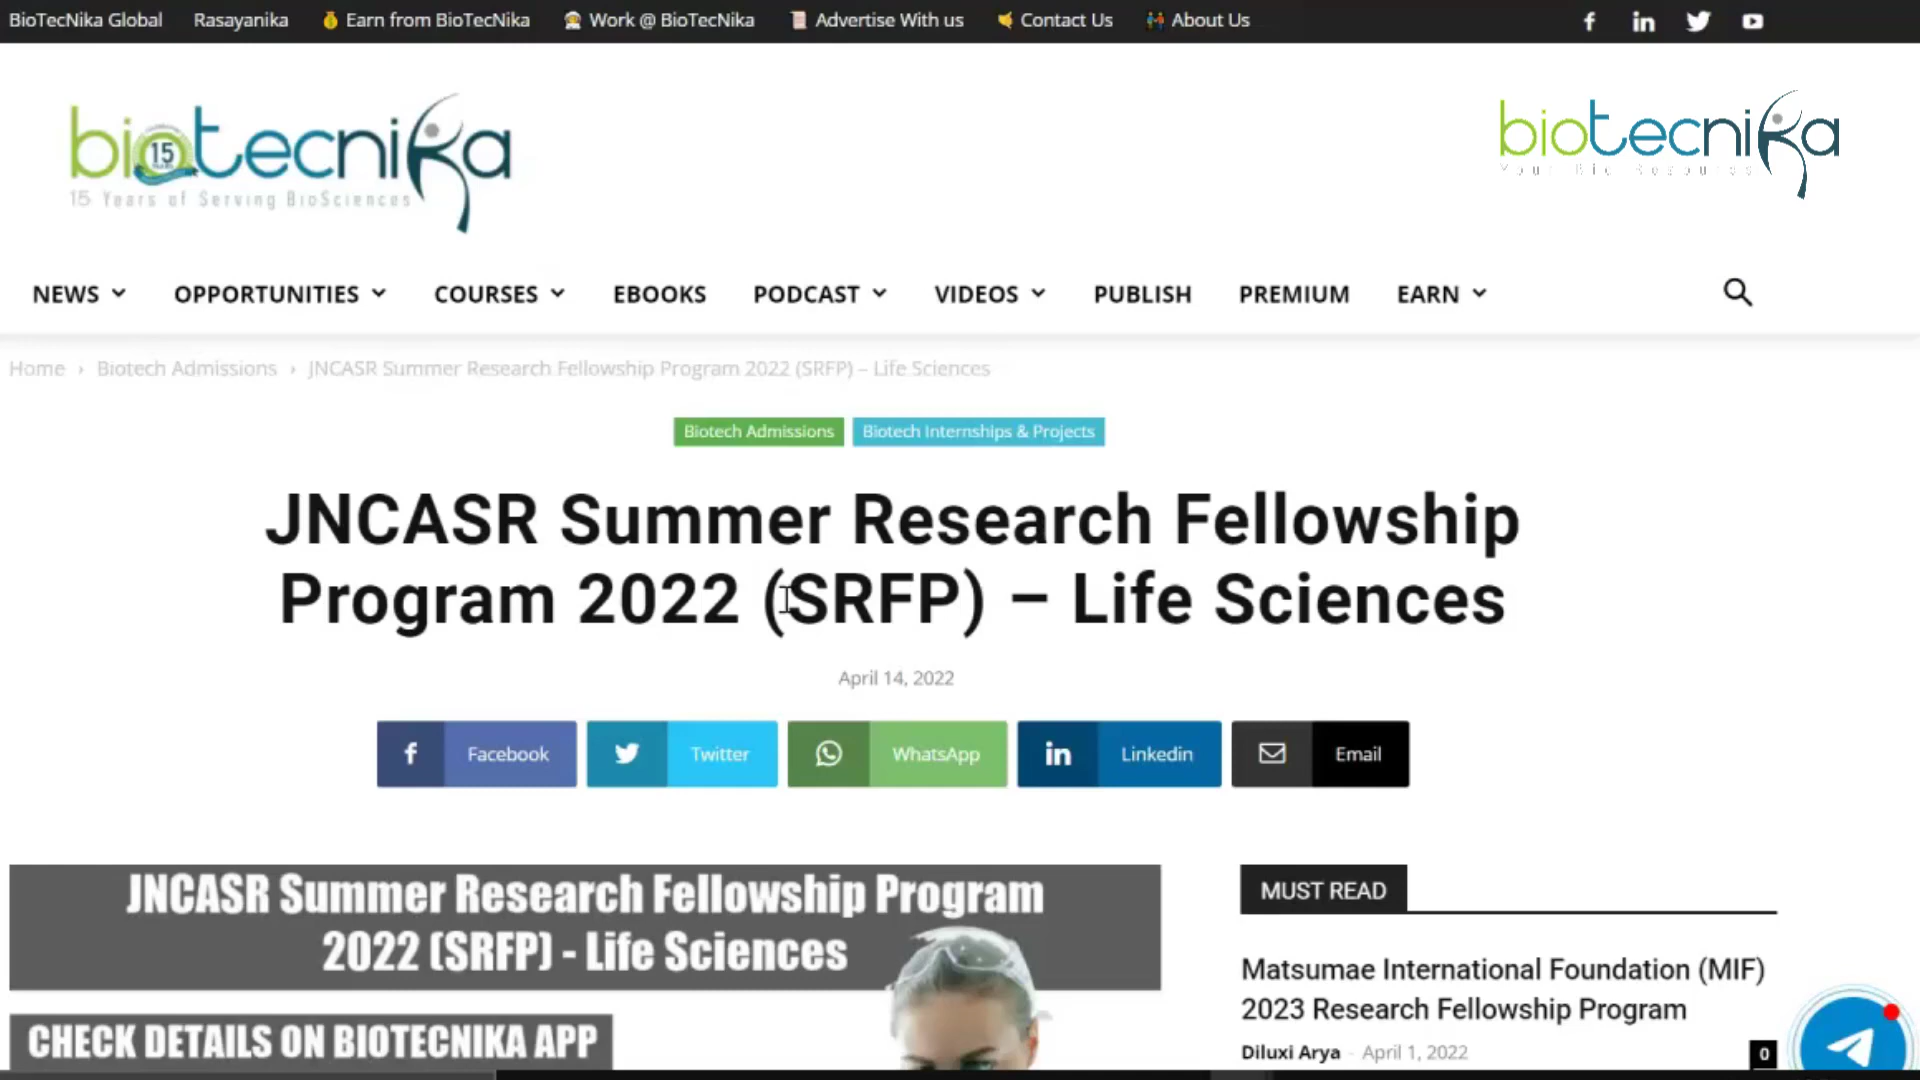 BioTecNika Global Rasayanika Earn from BioTecNika Work @ BioTecNika Advertise With us Contact Us About Us
biotecnika
15
15 Years of Serving BioSciences
biotecnika
Your Bio Resource
NEWS OPPORTUNITIES COURSES EBOOKS PODCAST VIDEOS PUBLISH PREMIUM EARN
Home › Biotech Admissions › JNCASR Summer Research Fellowship Program 2022 (SRFP) – Life Sciences
Biotech Admissions Biotech Internships & Projects
JNCASR Summer Research Fellowship
Program 2022 (SRFP) – Life Sciences
April 14, 2022
Facebook Twitter WhatsApp Linkedin Email
JNCASR Summer Research Fellowship Program
2022 (SRFP) - Life Sciences
CHECK DETAILS ON BIOTECNIKA APP
MUST READ
Matsumae International Foundation (MIF)
2023 Research Fellowship Program
Diluxi Arya - April 1, 2022
0